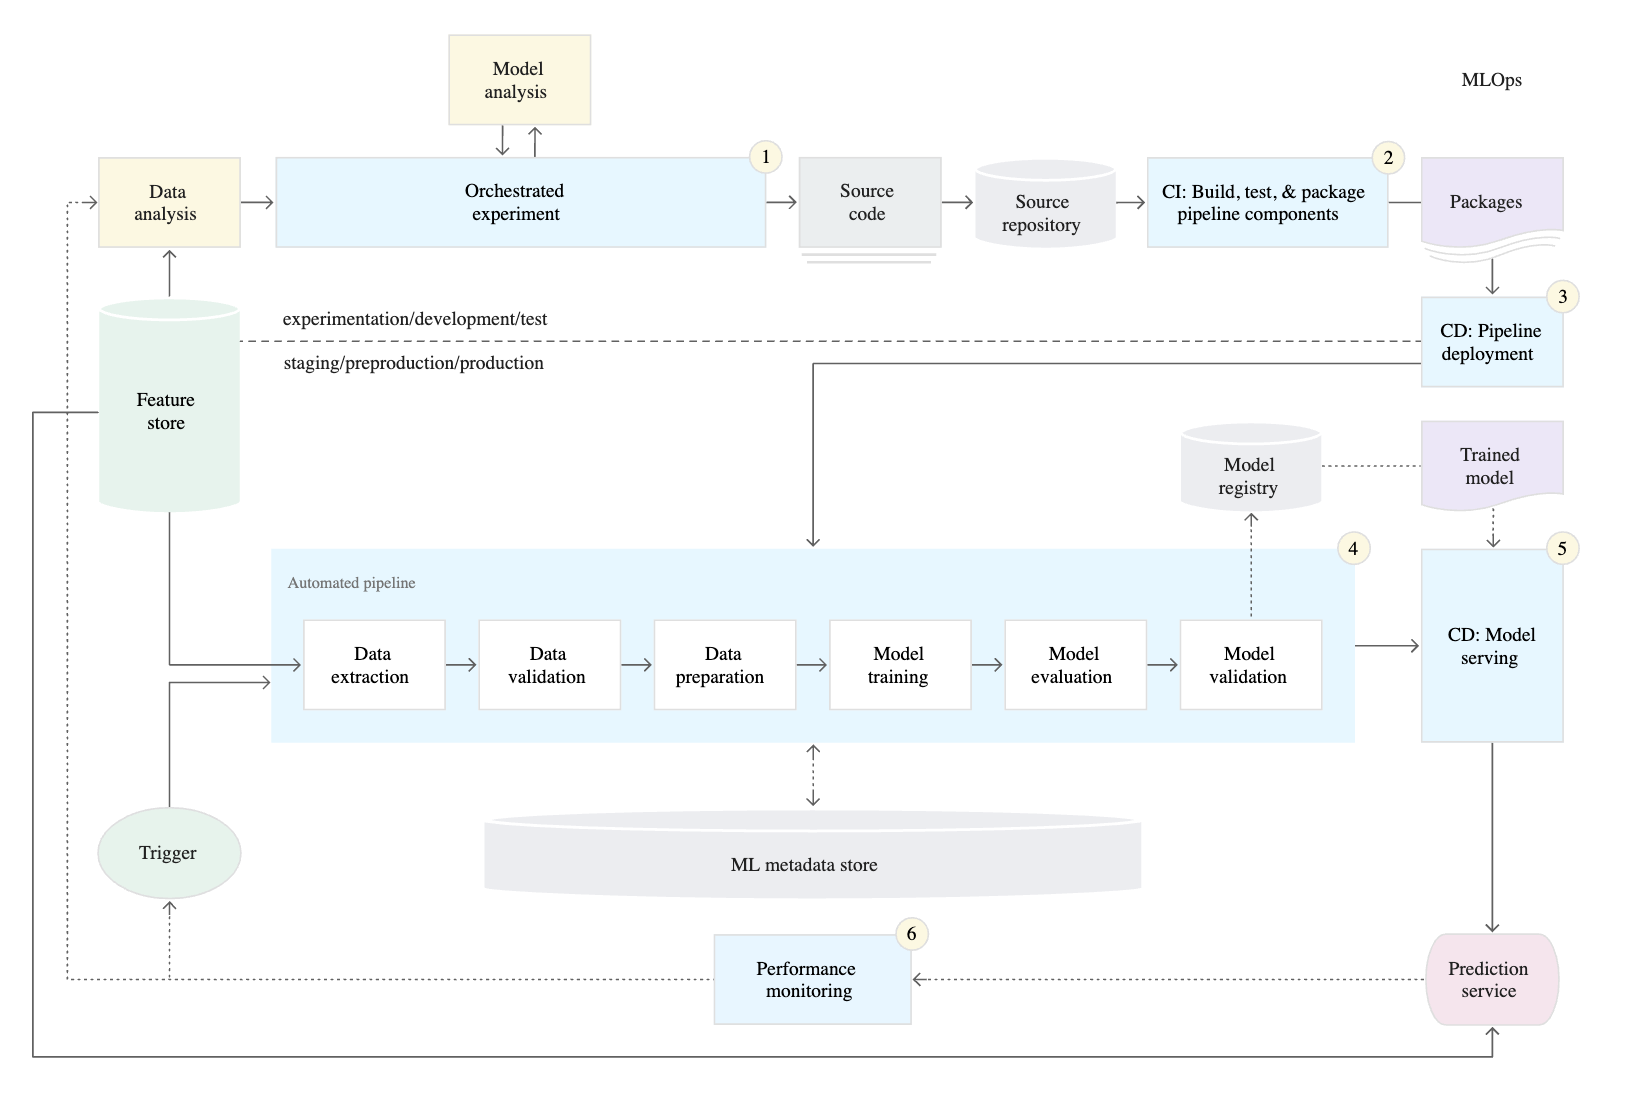 Model
analysis
MLOps
1
2
Data
analysis
Orchestrated
experiment
Source
code
Source
repository
CI: Build, test, & package
pipeline components
Packages
3
experimentation/development/test
staging/preproduction/production
CD: Pipeline
deployment
Feature
store
Model
registry
Trained
model
4
5
Automated pipeline
Data
extraction
Data
validation
Data
preparation
Model
training
Model
evaluation
Model
validation
CD: Model
serving
Trigger
ML metadata store
6
Performance
monitoring
Prediction
service